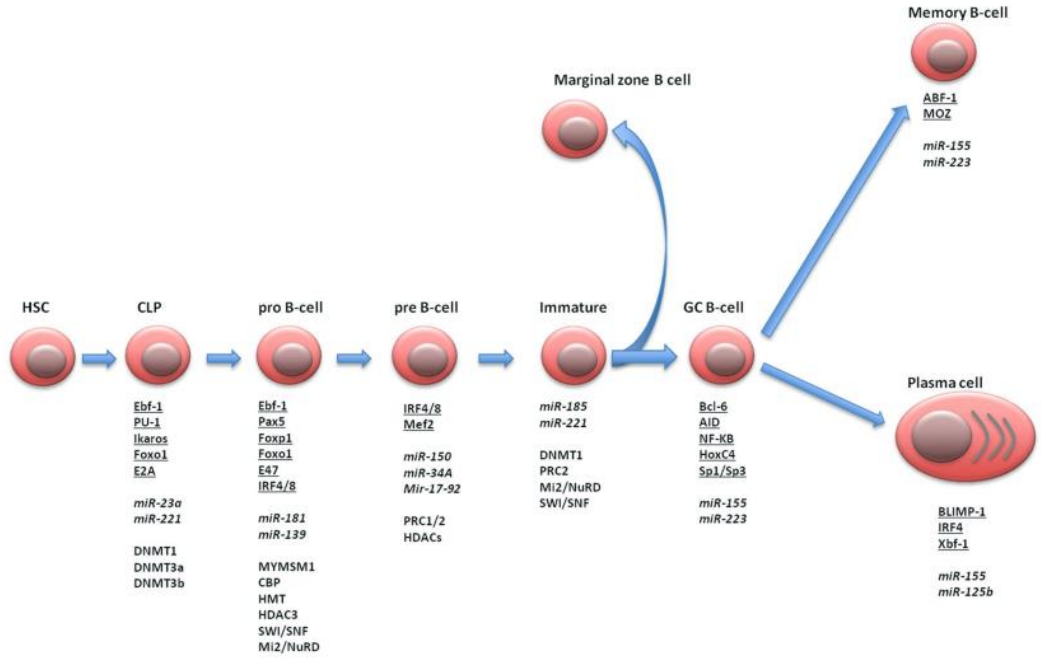 Memory B-cell
ABF-1
MOZ
miR-155
miR-223
Marginal zone B cell
HSC
CLP
Ebf-1
PU-1
Ikaros
Foxo1
E2A
miR-23a
miR-221
DNMT1
DNMT3a
DNMT3b
pro B-cell
Ebf-1
Pax5
Foxp1
Foxo1
E47
IRF4/8
miR-181
miR-139
MYMSM1
CBP
HMT
HDAC3
SWI/SNF
Mi2/NuRD
pre B-cell
IRF4/8
Mef2
miR-150
miR-34A
Mir-17-92
PRC1/2
HDACs
Immature
miR-185
miR-221
DNMT1
PRC2
Mi2/NuRD
SWI/SNF
GC B-cell
Bcl-6
AID
NF-KB
HoxC4
Sp1/Sp3
miR-155
miR-223
Plasma cell
BLIMP-1
IRF4
Xbf-1
miR-155
miR-125b